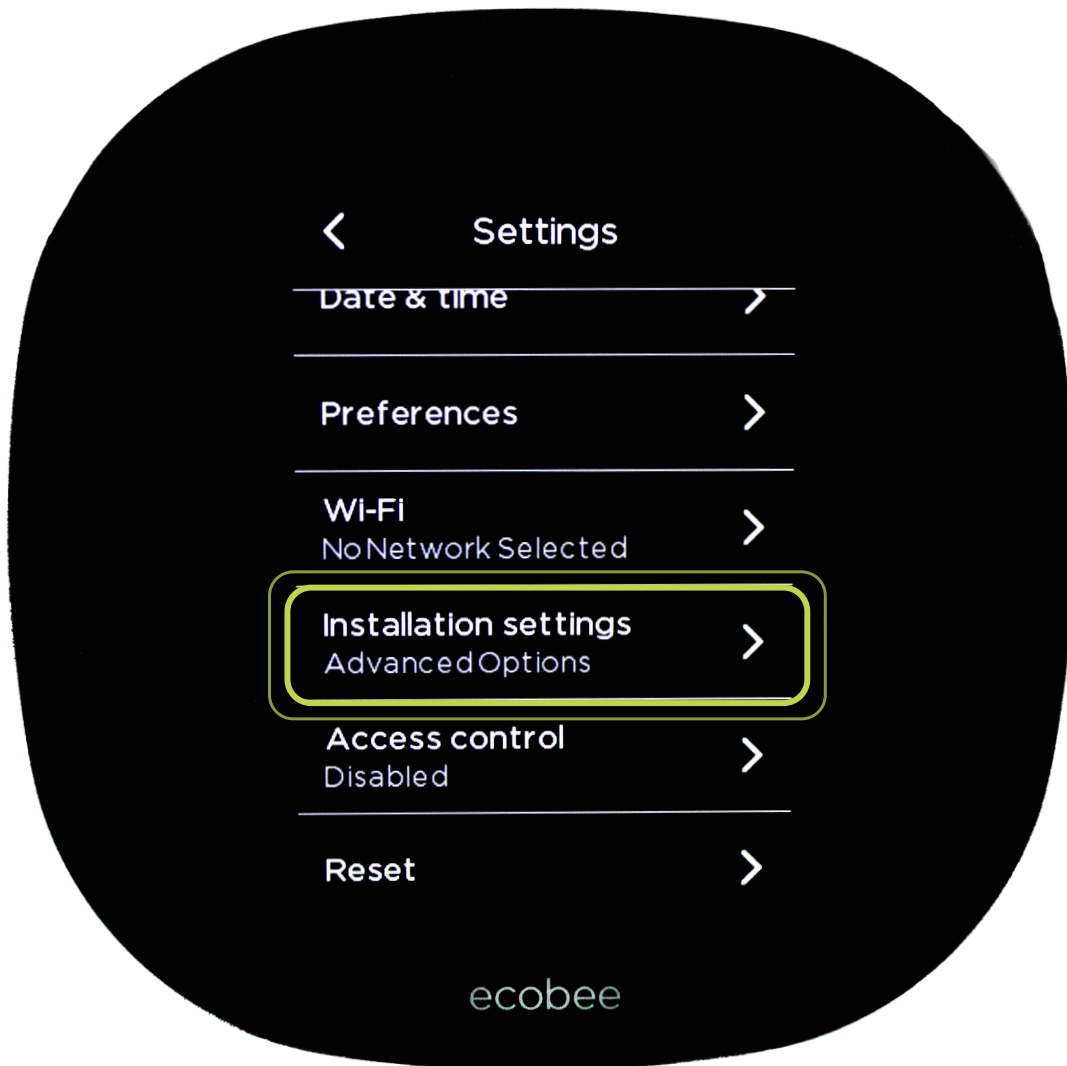 Settings
Date & time
Preferences
Wi-Fi
No Network Selected
Installation settings
Advanced Options
Access control
Disabled
Reset
ecobee